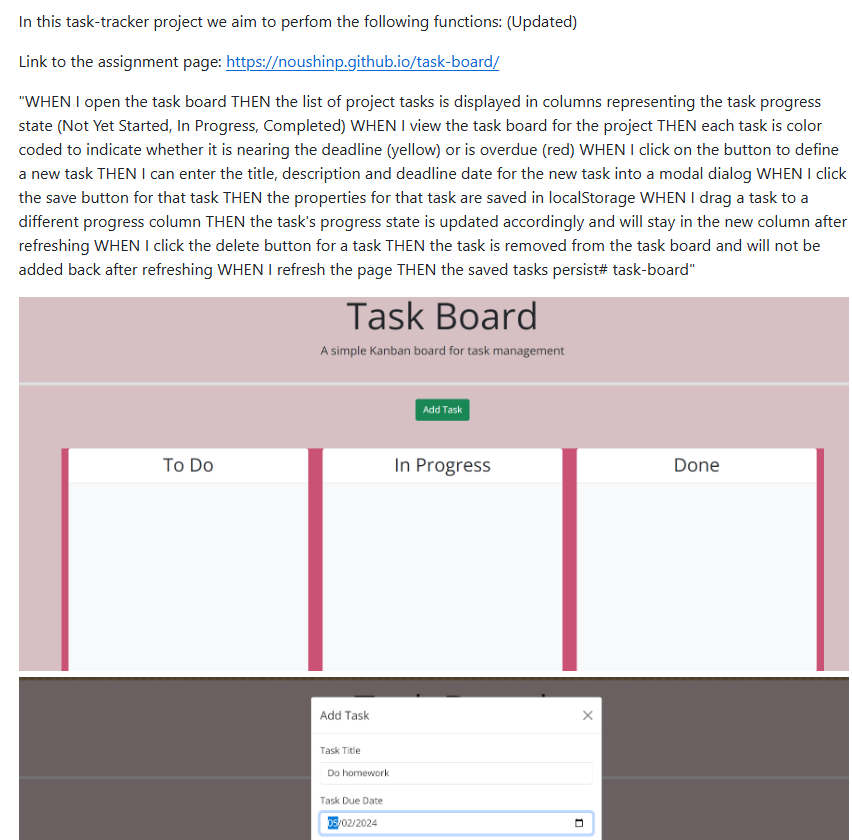 In this task-tracker project we aim to perfom the following functions: (Updated)
Link to the assignment page: https://noushinp.github.io/task-board/
"WHEN I open the task board THEN the list of project tasks is displayed in columns representing the task progress
state (Not Yet Started, In Progress, Completed) WHEN I view the task board for the project THEN each task is color
coded to indicate whether it is nearing the deadline (yellow) or is overdue (red) WHEN I click on the button to define
a new task THEN I can enter the title, description and deadline date for the new task into a modal dialog WHEN I click
the save button for that task THEN the properties for that task are saved in localStorage WHEN I drag a task to a
different progress column THEN the task's progress state is updated accordingly and will stay in the new column after
refreshing WHEN I click the delete button for a task THEN the task is removed from the task board and will not be
added back after refreshing WHEN I refresh the page THEN the saved tasks persist# task-board"
Task Board
A simple Kanban board for task management
Add Task
To Do
In Progress
Done
Add Task
Task Title
Do homework
Task Due Date
05/02/2024